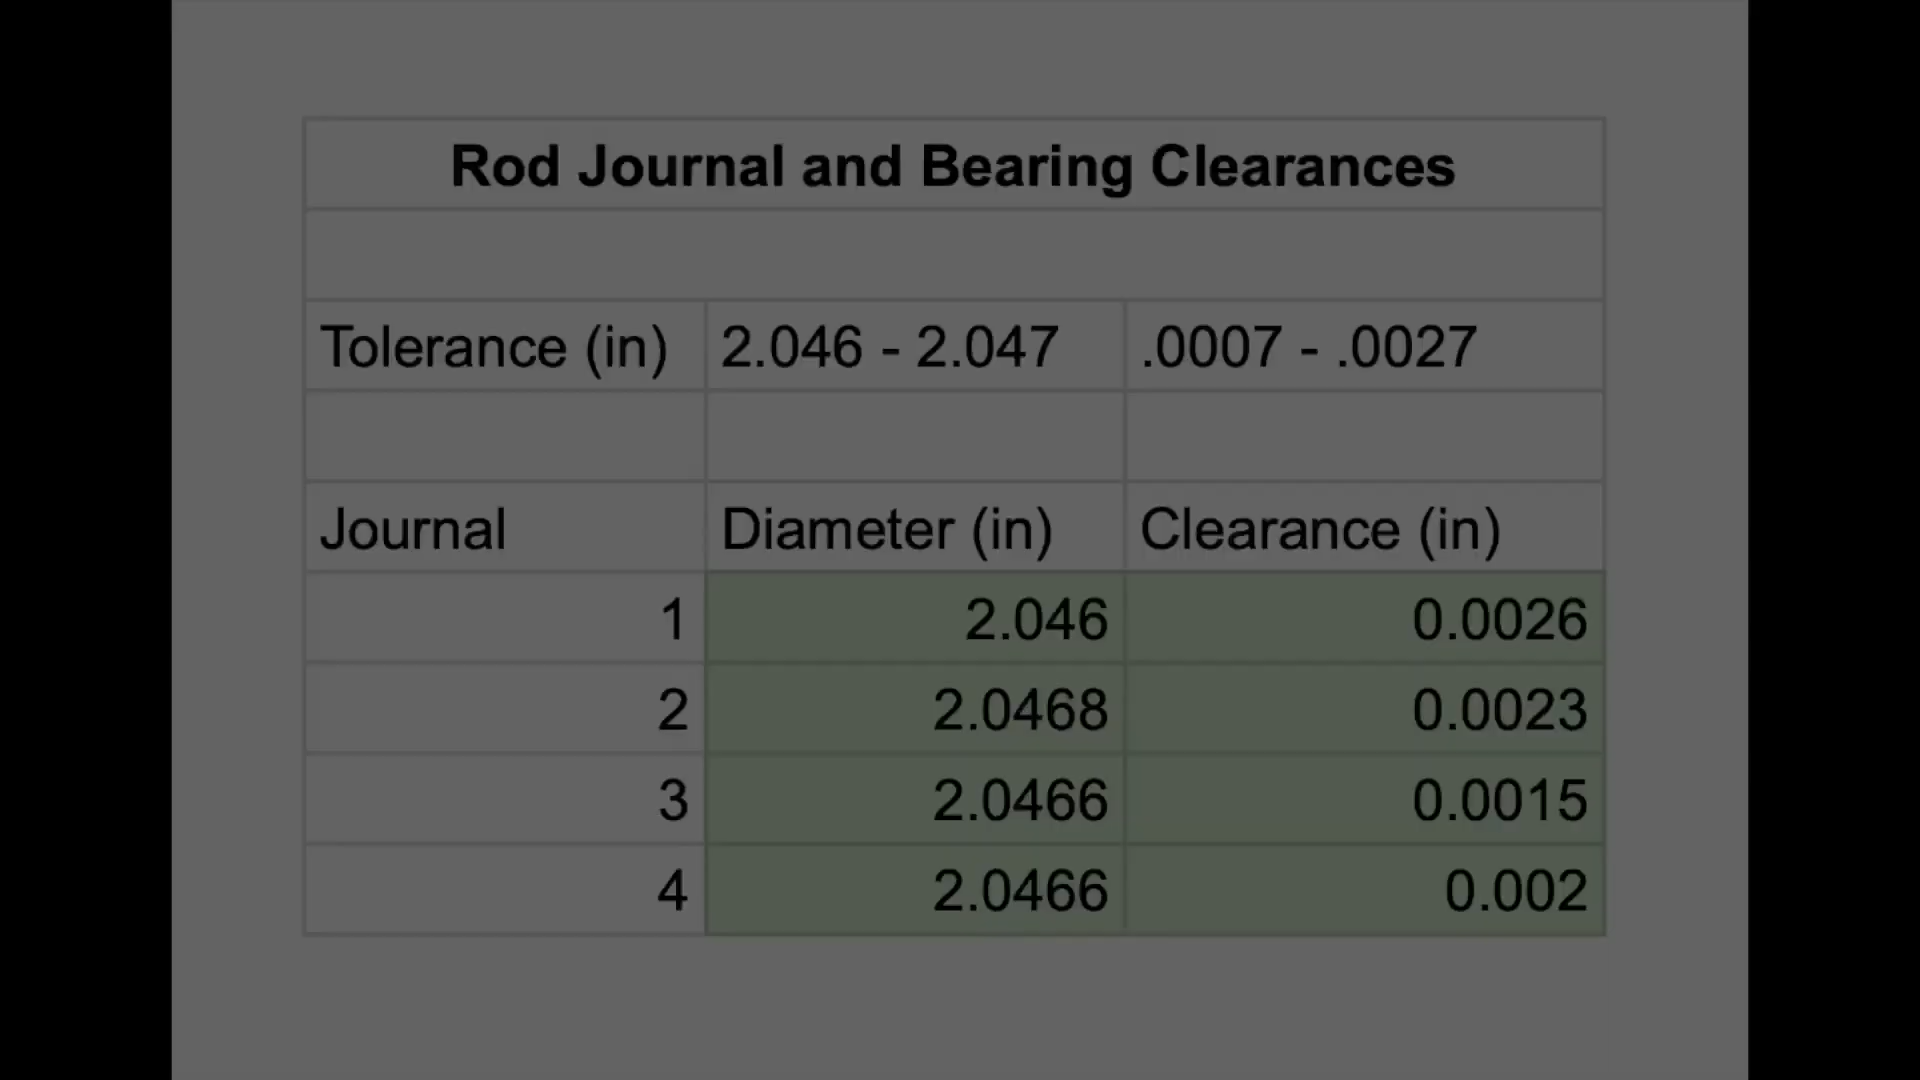 Rod Journal and Bearing Clearances
Tolerance (in) 2.046 - 2.047 .0007 - .0027
Journal Diameter (in) Clearance (in)
1 2.046 0.0026
2 2.0468 0.0023
3 2.0466 0.0015
4 2.0466 0.002